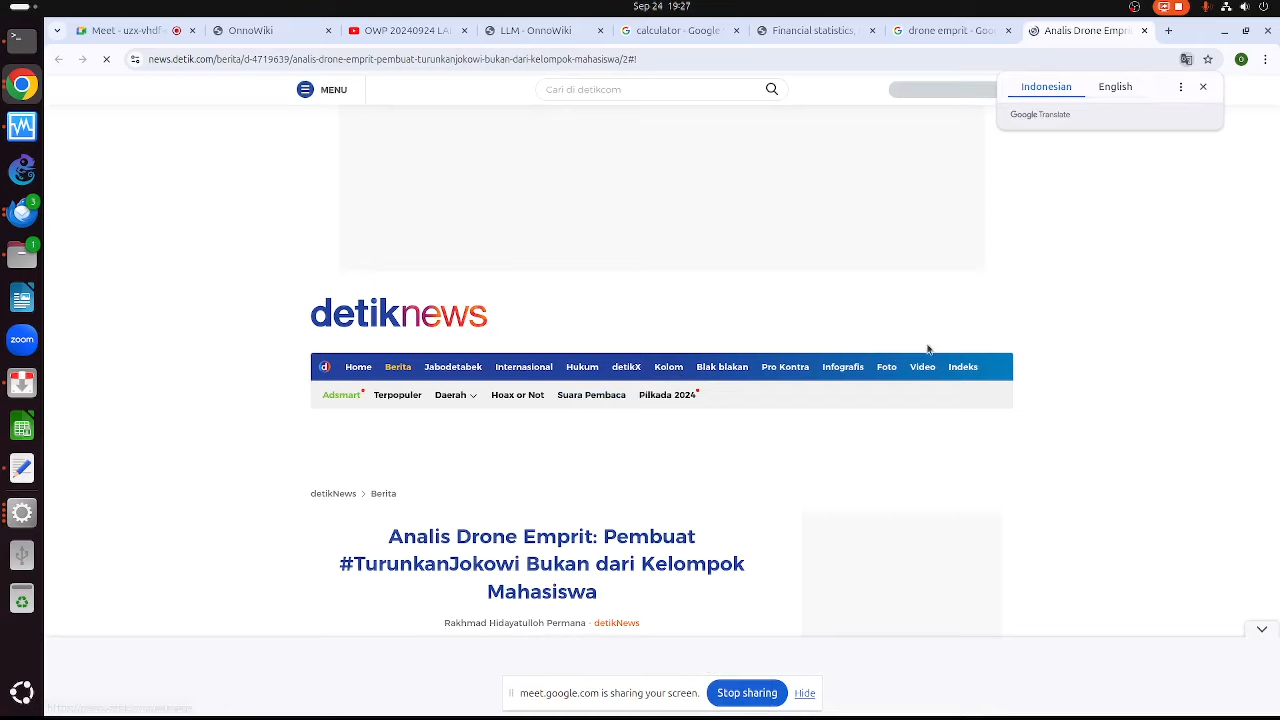 Sep 24 19:27
Meet - uzx-vhdf-
OnnoWiki
OWP 20240924 LAI
LLM - OnnoWiki
calculator - Google
Financial statistics,
drone emprit - Goo
Analis Drone Empri
news.detik.com/berita/d-4719639/analis-drone-emprit-pembuat-turunkanjokowi-bukan-dari-kelompok-mahasiswa/2#!
O
MENU
Cari di detikcom
Indonesian
English
Google Translate
3
1
zoom
detiknews
d
Home
Berita
Jabodetabek
Internasional
Hukum
detikX
Kolom
Blak blakan
Pro Kontra
Infografis
Foto
Video
Indeks
Adsmart
Terpopuler
Daerah
Hoax or Not
Suara Pembaca
Pilkada 2024
detikNews > Berita
Analis Drone Emprit: Pembuat
#TurunkanJokowi Bukan dari Kelompok
Mahasiswa
Rakhmad Hidayatulloh Permana - detikNews
meet.google.com is sharing your screen.
Stop sharing
Hide